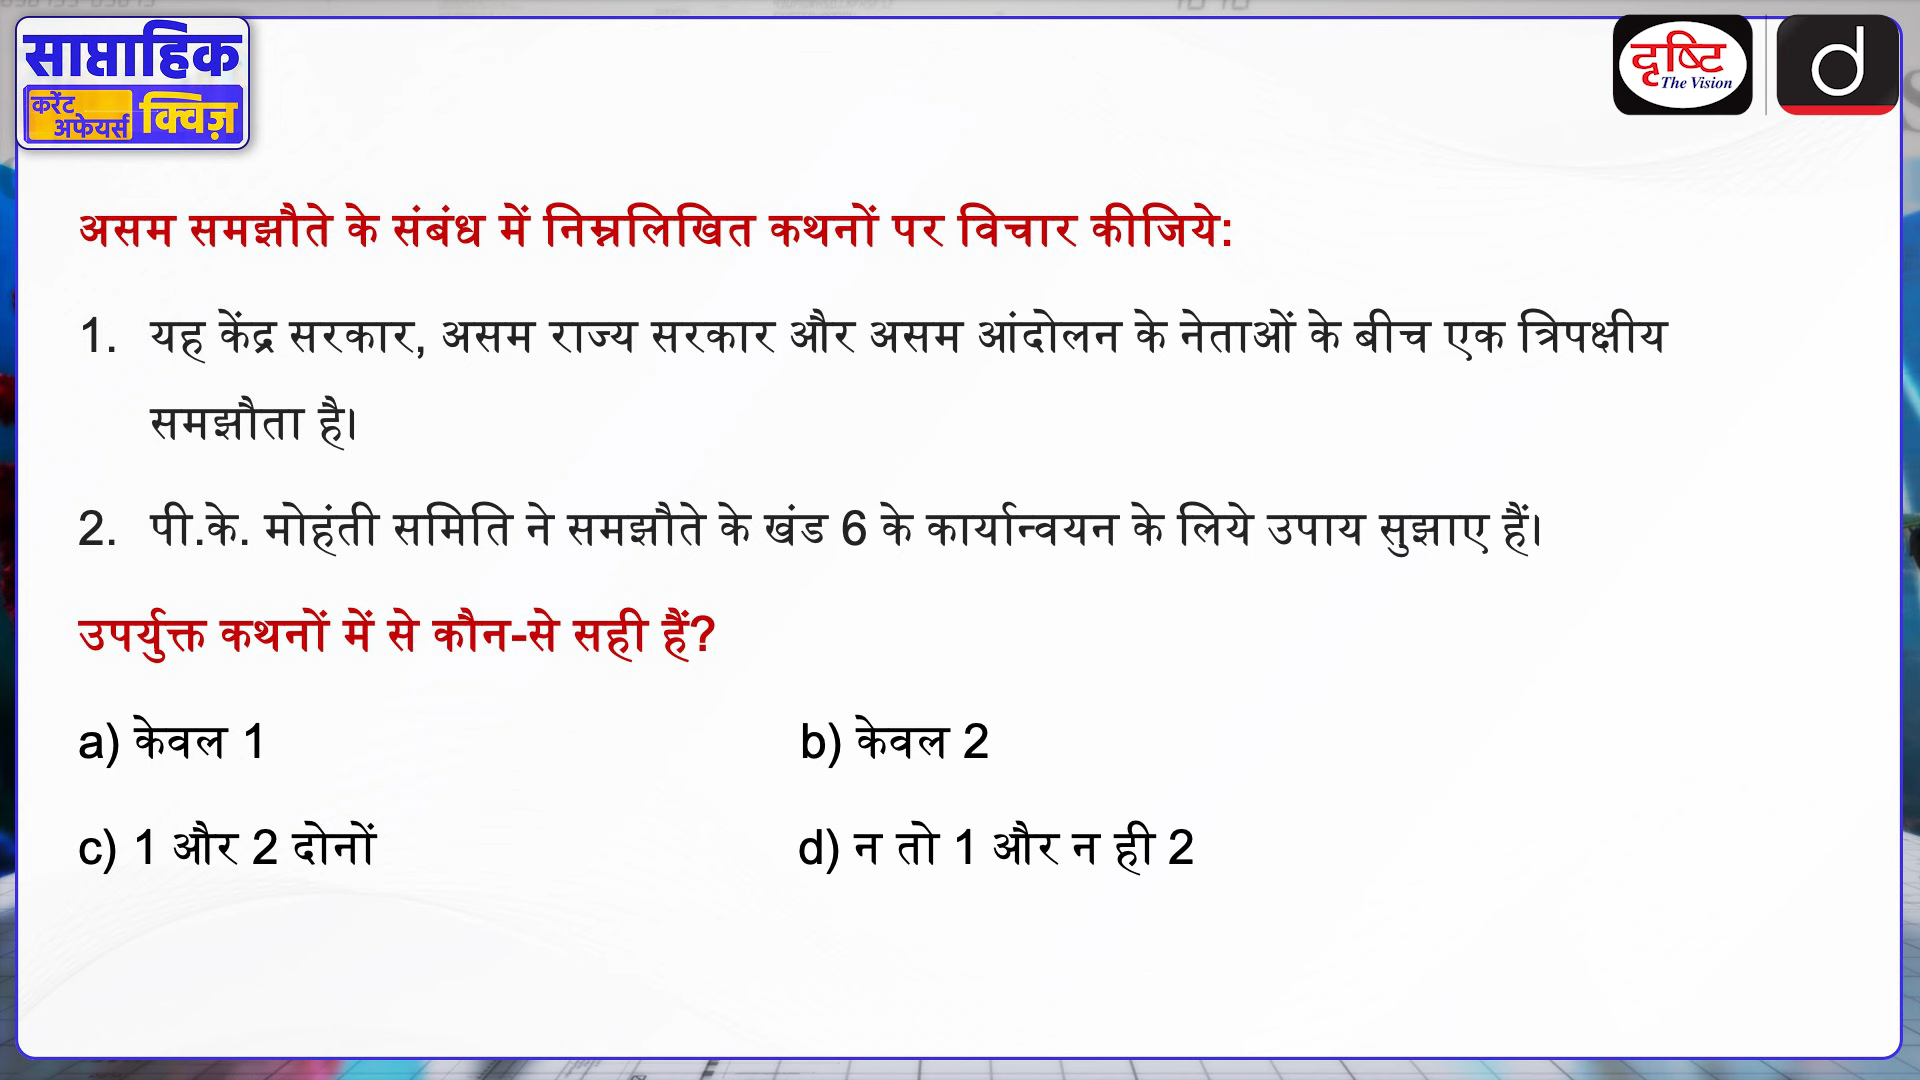 साप्ताहिक
करेंट
अफेयर्स क्विज़
दृष्टि
The Vision
d
असम समझौते के संबंध में निम्नलिखित कथनों पर विचार कीजिये:
1. यह केंद्र सरकार, असम राज्य सरकार और असम आंदोलन के नेताओं के बीच एक त्रिपक्षीय
समझौता है।
2. पी.के. मोहंती समिति ने समझौते के खंड 6 के कार्यान्वयन के लिये उपाय सुझाए हैं।
उपर्युक्त कथनों में से कौन-से सही हैं?
a) केवल 1 b) केवल 2
c) 1 और 2 दोनों d) न तो 1 और न ही 2